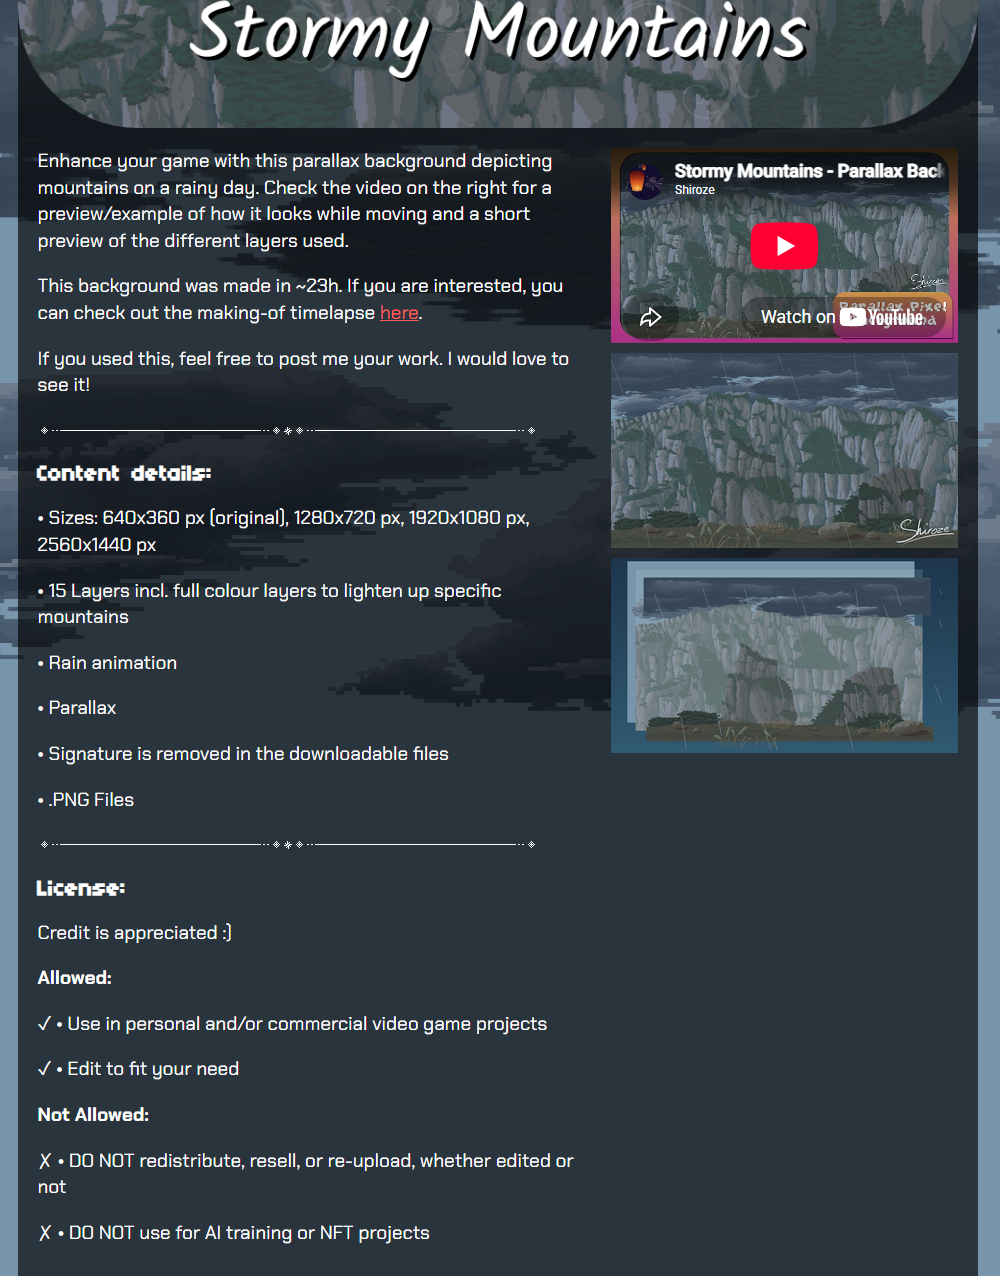 Stormy Mountains
Enhance your game with this parallax background depicting
mountains on a rainy day. Check the video on the right for a
preview/example of how it looks while moving and a short
preview of the different layers used.
This background was made in ~23h. If you are interested, you
can check out the making-of timelapse here.
If you used this, feel free to post me your work. I would love to
see it!
Content details:
• Sizes: 640x360 px (original), 1280x720 px, 1920x1080 px,
2560x1440 px
• 15 Layers incl. full colour layers to lighten up specific
mountains
• Rain animation
• Parallax
• Signature is removed in the downloadable files
• .PNG Files
License:
Credit is appreciated :)
Allowed:
✓ • Use in personal and/or commercial video game projects
✓ • Edit to fit your need
Not Allowed:
✗ • DO NOT redistribute, resell, or re-upload, whether edited or
not
✗ • DO NOT use for AI training or NFT projects
Stormy Mountains - Parallax Back
Shiroze
Shiroze
Parallax Pixel
Watch on YouTube
Shiroze